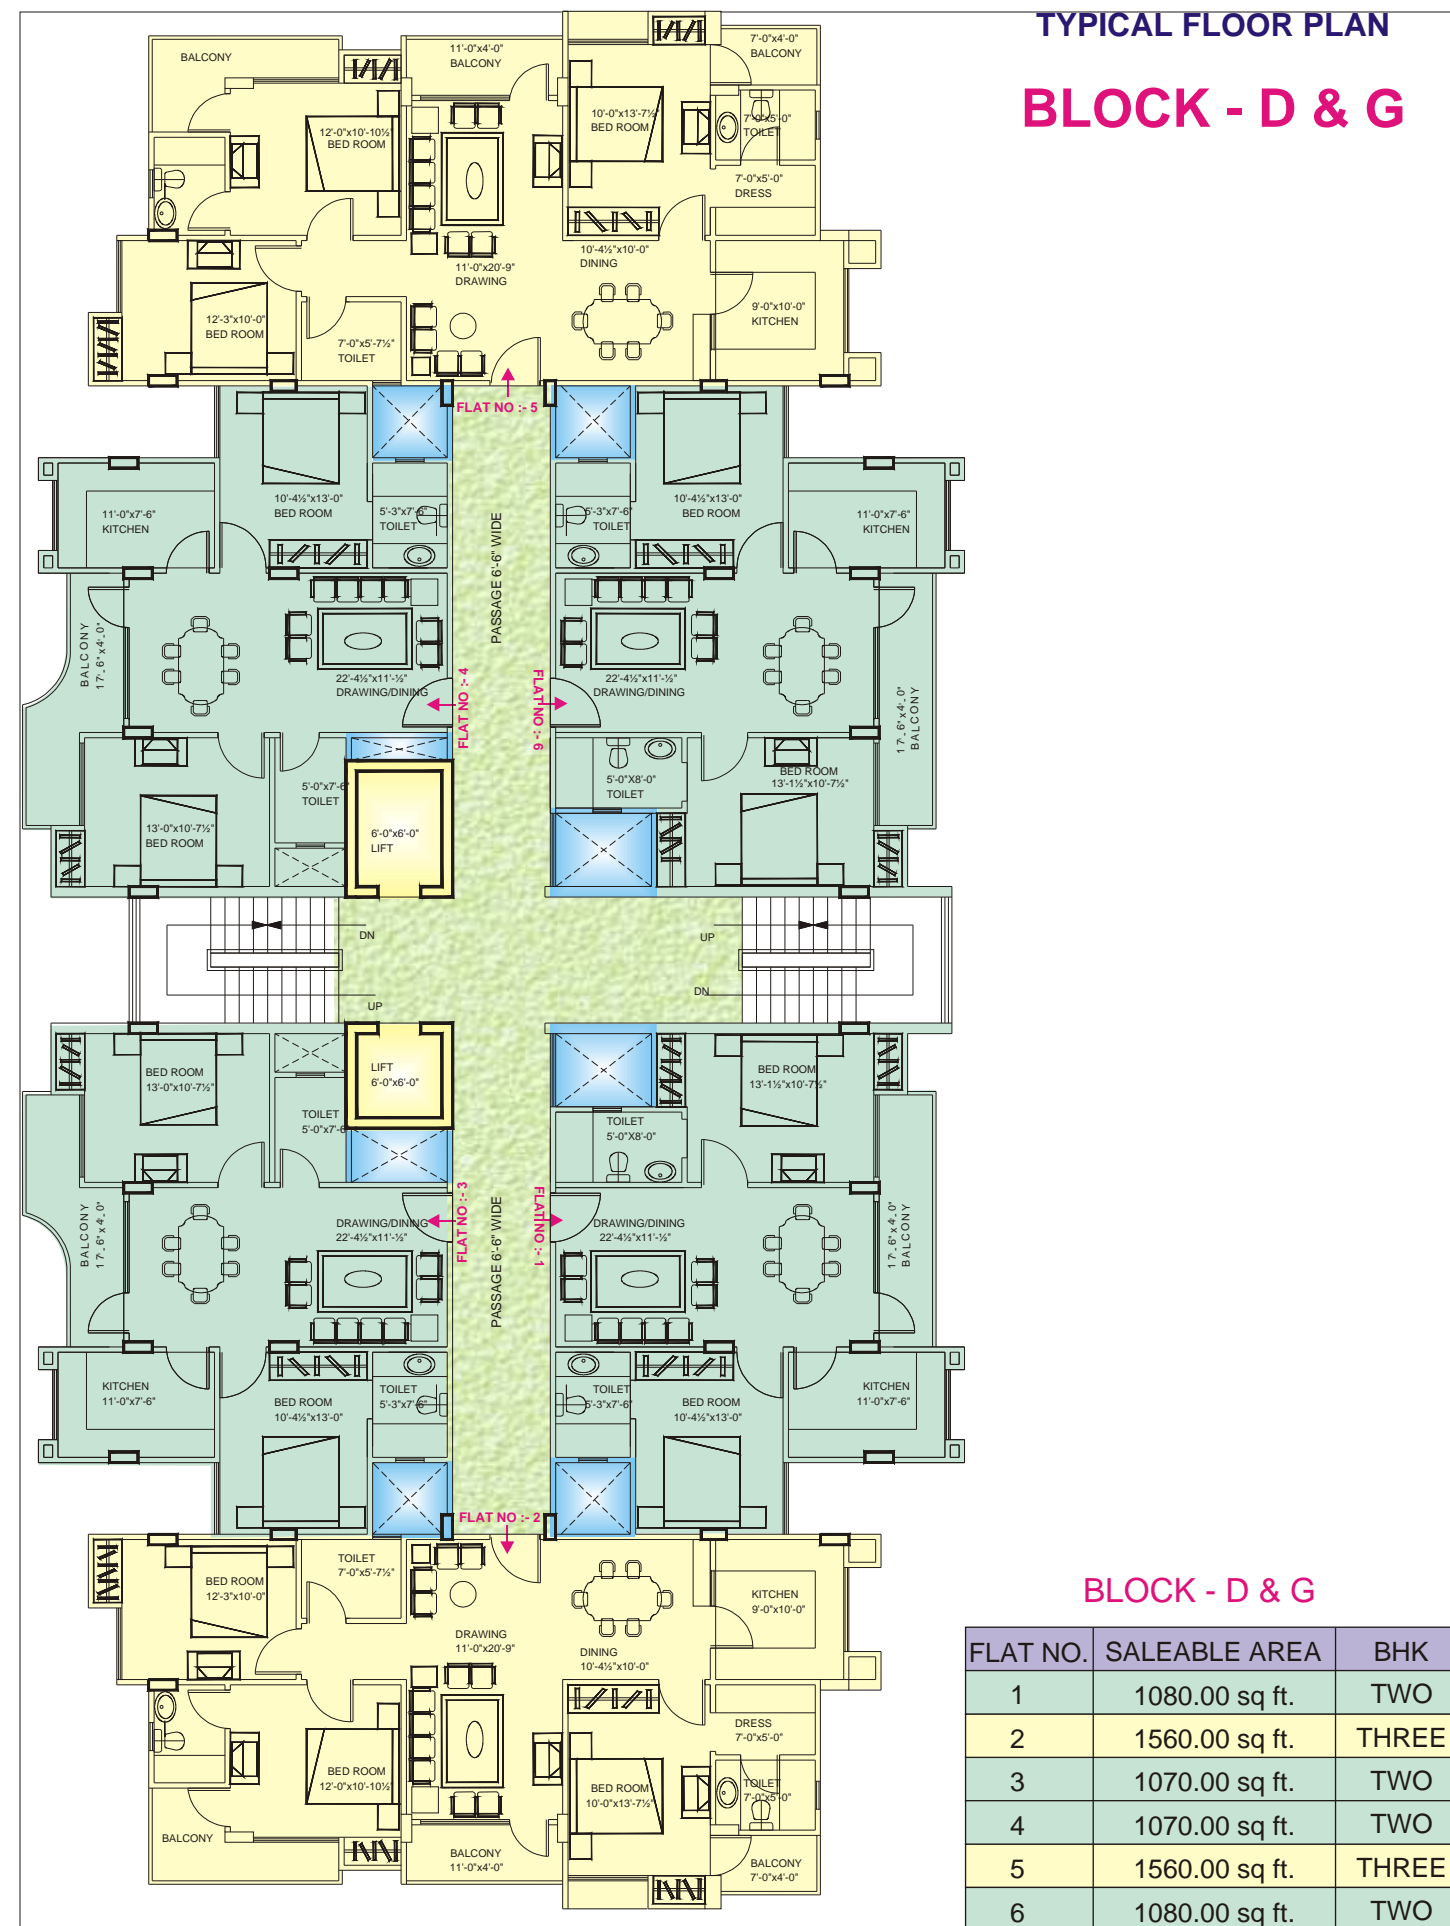 TYPICAL FLOOR PLAN
BLOCK - D & G
BALCONY
11'-0"x4'-0"
BALCONY
7'-0"x4'-0"
BALCONY
12'-0"x10'-10½"
BED ROOM
10'-0"x13'-7½"
BED ROOM
7'-0"x5'-0"
TOILET
7'-0"x5'-0"
DRESS
11'-0"x20'-9"
DRAWING
10'-4½"x10'-0"
DINING
12'-3"x10'-0"
BED ROOM
7'-0"x5'-7½"
TOILET
9'-0"x10'-0"
KITCHEN
FLAT NO :- 5
11'-0"x7'-6"
KITCHEN
10'-4½"x13'-0"
BED ROOM
5'-3"x7'-6"
TOILET
PASSAGE 6'-6" WIDE
5'-3"x7'-6"
TOILET
10'-4½"x13'-0"
BED ROOM
11'-0"x7'-6"
KITCHEN
BALCONY
17'-6"x4'-0"
22'-4½"x11'-½"
DRAWING/DINING
FLAT NO :- 4
FLAT NO :- 6
22'-4½"x11'-½"
DRAWING/DINING
17'-6"x4'-0"
BALCONY
13'-0"x10'-7½"
BED ROOM
5'-0"x7'-6"
TOILET
6'-0"x6'-0"
LIFT
5'-0"X8'-0"
TOILET
BED ROOM
13'-1½"x10'-7½"
DN
UP
UP
DN
BED ROOM
13'-0"x10'-7½"
TOILET
5'-0"x7'-6
LIFT
6'-0"x6'-0"
TOILET
5'-0"X8'-0"
BED ROOM
13'-1½"x10'-7½"
BALCONY
17'-6"x4'-0"
DRAWING/DINING
22'-4½"x11'-½"
FLAT NO :- 3
PASSAGE 6'-6" WIDE
FLAT NO :- 1
DRAWING/DINING
22'-4½"x11'-½"
17'-6"x4'-0"
BALCONY
KITCHEN
11'-0"x7'-6"
BED ROOM
10'-4½"x13'-0"
TOILET
5'-3"x7'-6"
TOILET
5'-3"x7'-6"
BED ROOM
10'-4½"x13'-0"
KITCHEN
11'-0"x7'-6"
FLAT NO :- 2
BED ROOM
12'-3"x10'-0"
TOILET
7'-0"x5'-7½"
DRAWING
11'-0"x20'-9"
DINING
10'-4½"x10'-0"
KITCHEN
9'-0"x10'-0"
BED ROOM
12'-0"x10'-10½"
BED ROOM
10'-0"x13'-7½"
DRESS
7'-0"x5'-0"
TOILET
7'-0"x5'-0"
BALCONY
BALCONY
11'-0"x4'-0"
BALCONY
7'-0"x4'-0"
BLOCK - D & G
FLAT NO. SALEABLE AREA BHK
1 1080.00 sq ft. TWO
2 1560.00 sq ft. THREE
3 1070.00 sq ft. TWO
4 1070.00 sq ft. TWO
5 1560.00 sq ft. THREE
6 1080.00 sq ft. TWO